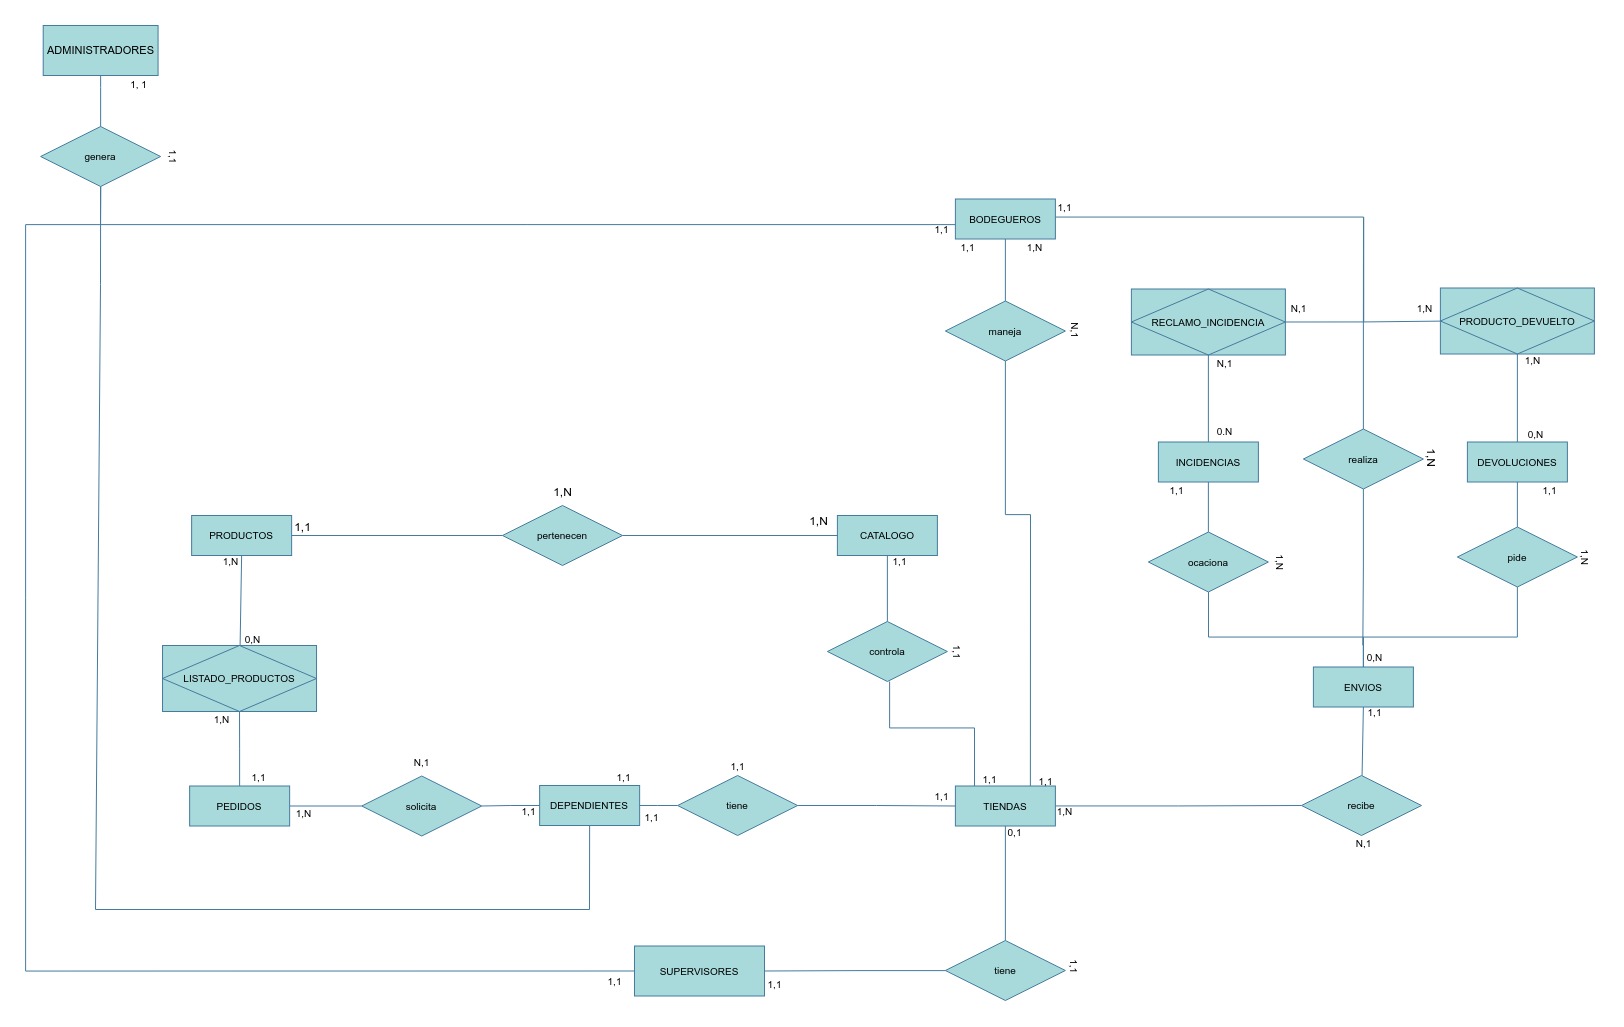 ADMINISTRADORES
1, 1
genera
1,1
BODEGUEROS
1,1
1,1
1,1
1,N
maneja
N,1
RECLAMO_INCIDENCIA
N,1
1,N
PRODUCTO_DEVUELTO
N,1
1,N
0.N
0,N
INCIDENCIAS
realiza
1,N
DEVOLUCIONES
1,1
1,1
1,N
PRODUCTOS
1,1
pertenecen
1,N
CATALOGO
1,N
1,1
ocaciona
1,N
pide
1,N
0,N
controla
1,1
0,N
LISTADO_PRODUCTOS
ENVIOS
1,N
1,1
N,1
1,1
1,1
1,1
1,1
1,1
PEDIDOS
1,N
solicita
1,1
DEPENDIENTES
1,1
tiene
1,1
TIENDAS
1,N
recibe
0,1
N,1
SUPERVISORES
1,1
1,1
tiene
1,1